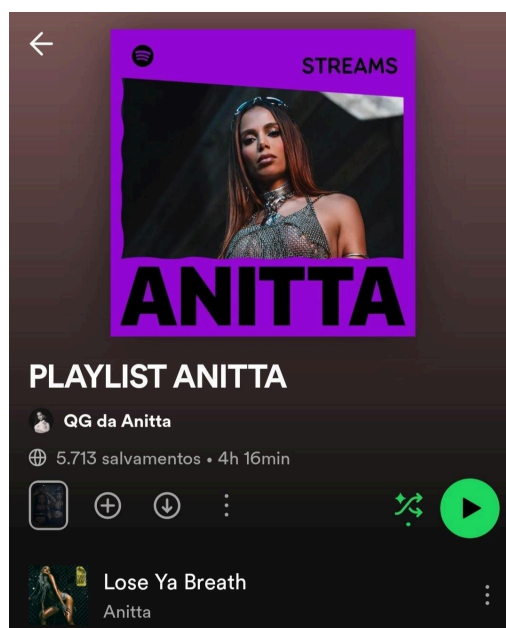 STREAMS
ANITTA
PLAYLIST ANITTA
QG da Anitta
5.713 salvamentos • 4h 16min
Lose Ya Breath
Anitta